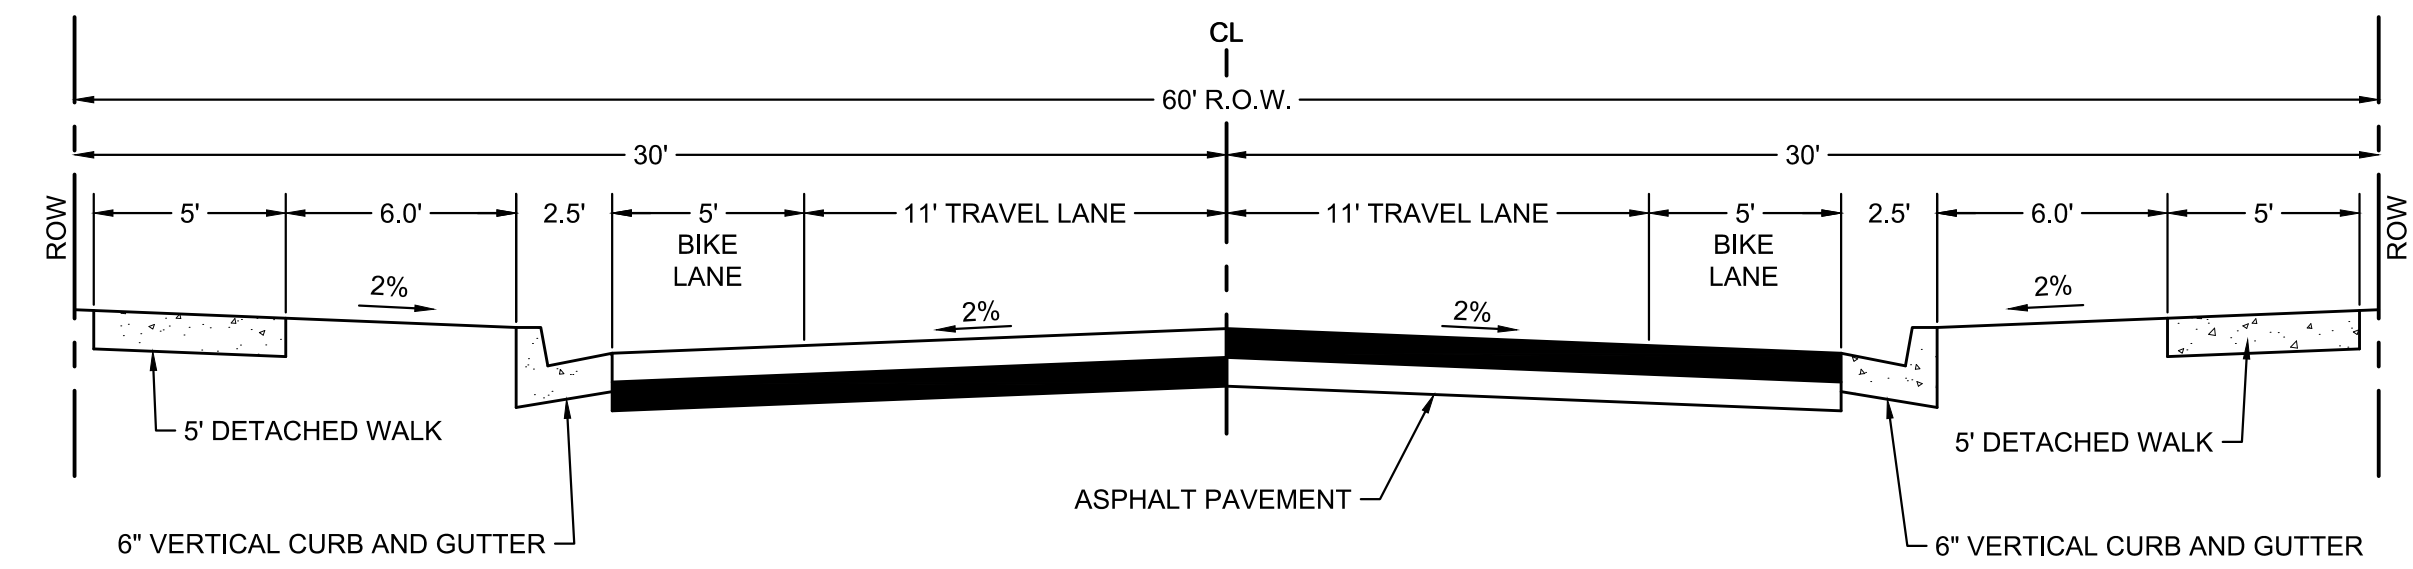 CL
60' R.O.W.
30'
30'
ROW
5'
6.0'
2.5'
5'
BIKE
LANE
11' TRAVEL LANE
11' TRAVEL LANE
5'
BIKE
LANE
2.5'
6.0'
5'
ROW
2%
2%
2%
2%
5' DETACHED WALK
5' DETACHED WALK
ASPHALT PAVEMENT
6" VERTICAL CURB AND GUTTER
6" VERTICAL CURB AND GUTTER